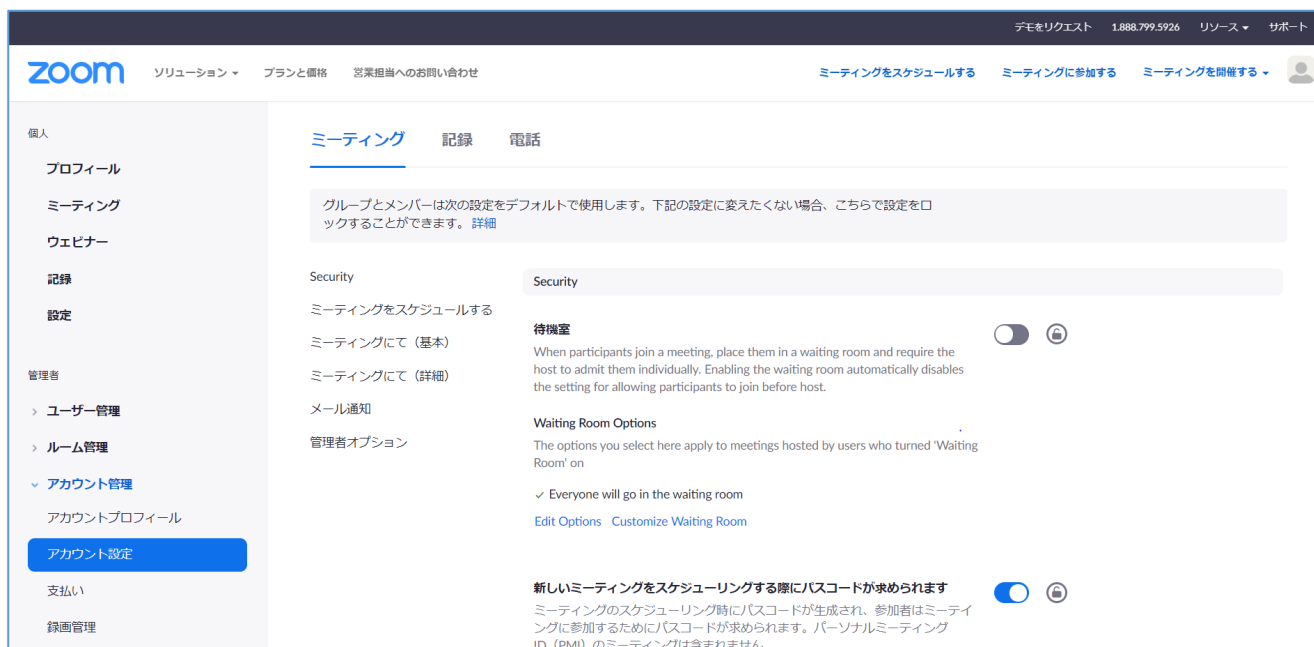 デモをリクエスト 1.888.799.5926 リソース サポート
zoom ソリューション プランと価格 営業担当へのお問い合わせ ミーティングをスケジュールする ミーティングに参加する ミーティングを開催する
個人
プロフィール
ミーティング
ウェビナー
記録
設定
管理者
ユーザー管理
ルーム管理
アカウント管理
アカウントプロフィール
アカウント設定
支払い
録画管理
ミーティング 記録 電話
グループとメンバーは次の設定をデフォルトで使用します。下記の設定に変えたくない場合、こちらで設定をロ
ックすることができます。 詳細
Security
ミーティングをスケジュールする
ミーティングにて（基本）
ミーティングにて（詳細）
メール通知
管理者オプション
Security
待機室
When participants join a meeting, place them in a waiting room and require the
host to admit them individually. Enabling the waiting room automatically disables
the setting for allowing participants to join before host.
Waiting Room Options
The options you select here apply to meetings hosted by users who turned 'Waiting
Room' on
✓ Everyone will go in the waiting room
Edit Options Customize Waiting Room
新しいミーティングをスケジューリングする際にパスコードが求められます
ミーティングのスケジューリング時にパスコードが生成され、参加者はミーテイ
ングに参加するためにパスコードが求められます。パーソナルミーティング
ID（PMI）のミーティングは含まれません